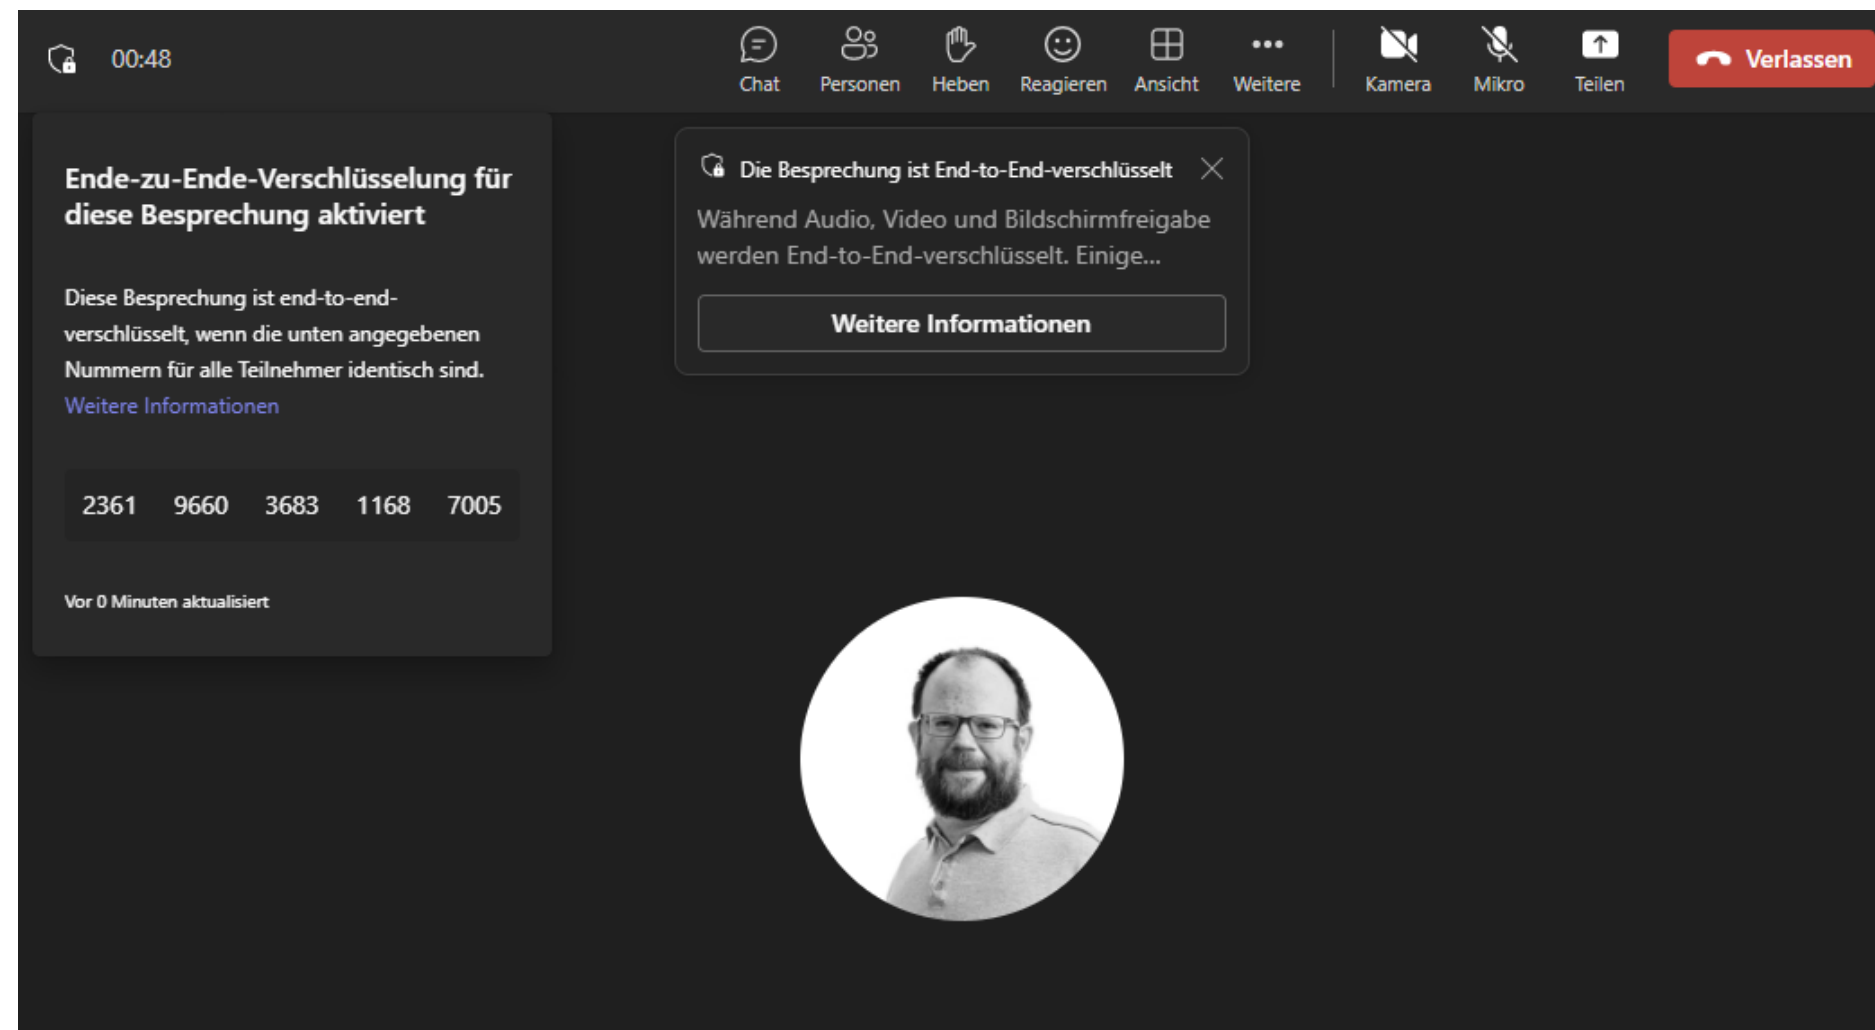 00:48
Chat
Personen
Heben
Reagieren
Ansicht
Weitere
Kamera
Mikro
Teilen
Verlassen
Ende-zu-Ende-Verschlüsselung für
diese Besprechung aktiviert
Diese Besprechung ist end-to-end-
verschlüsselt, wenn die unten angegebenen
Nummern für alle Teilnehmer identisch sind.
Weitere Informationen
2361 9660 3683 1168 7005
Vor 0 Minuten aktualisiert
Die Besprechung ist End-to-End-verschlüsselt
Während Audio, Video und Bildschirmfreigabe
werden End-to-End-verschlüsselt. Einige...
Weitere Informationen